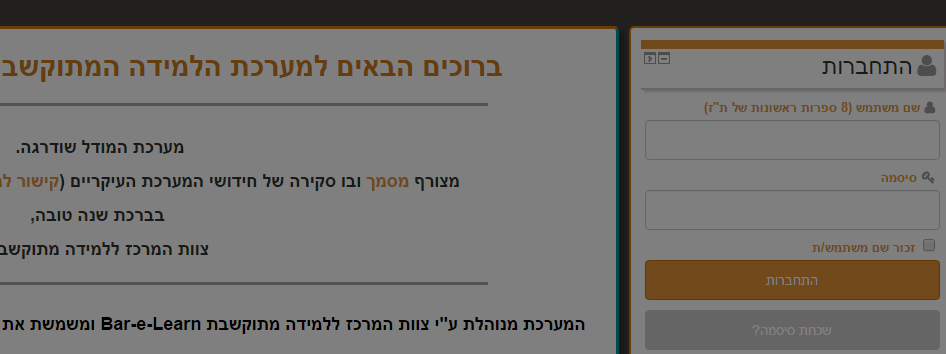 ברוכים הבאים למערכת הלמידה המתוקשב
מערכת המודל שודרגה.
מצורף מסמך ובו סקירה של חידושי המערכת העיקריים (קישור
בברכת שנה טובה,
צוות המרכז ללמידה מתוקשב
המערכת מנוהלת ע"י צוות המרכז ללמידה מתוקשבת Bar-e-Learn ומשמשת את
התחברות
שם משתמש (8 ספרות ראשונות של ת"ז)
סיסמה
זכור שם משתמש/ת
התחברות
שכחת סיסמה?